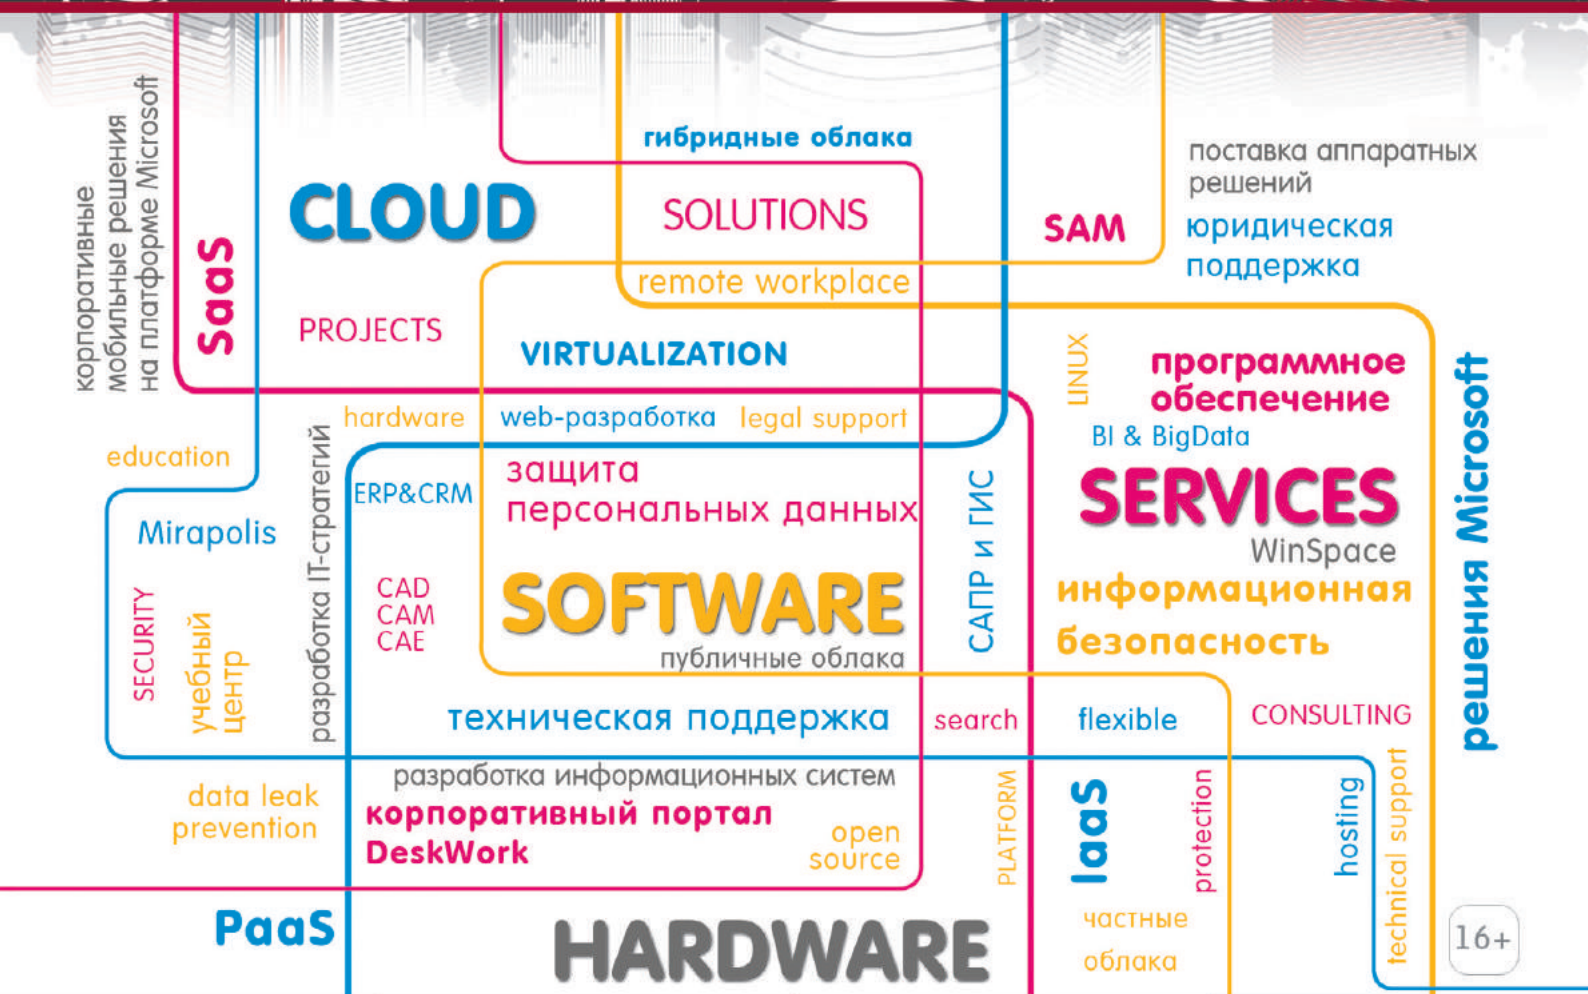 гибридные облака
поставка аппаратных
решений
корпоративные
мобильные решения
на платформе Microsoft
SaaS
CLOUD
SOLUTIONS
SAM
юридическая
поддержка
remote workplace
PROJECTS
VIRTUALIZATION
LINUX
программное
обеспечение
решения Microsoft
hardware
web-разработка
legal support
BI & BigData
education
разработка IT-стратегий
ERP&CRM
защита
персональных данных
САПР и ГИС
SERVICES
WinSpace
Mirapolis
CAD
CAM
CAE
SOFTWARE
информационная
безопасность
SECURITY
учебный
центр
публичные облака
техническая поддержка
search
flexible
CONSULTING
разработка информационных систем
data leak
prevention
корпоративный портал
DeskWork
open
source
PLATFORM
IaaS
protection
hosting
technical support
PaaS
HARDWARE
частные
облака
16+